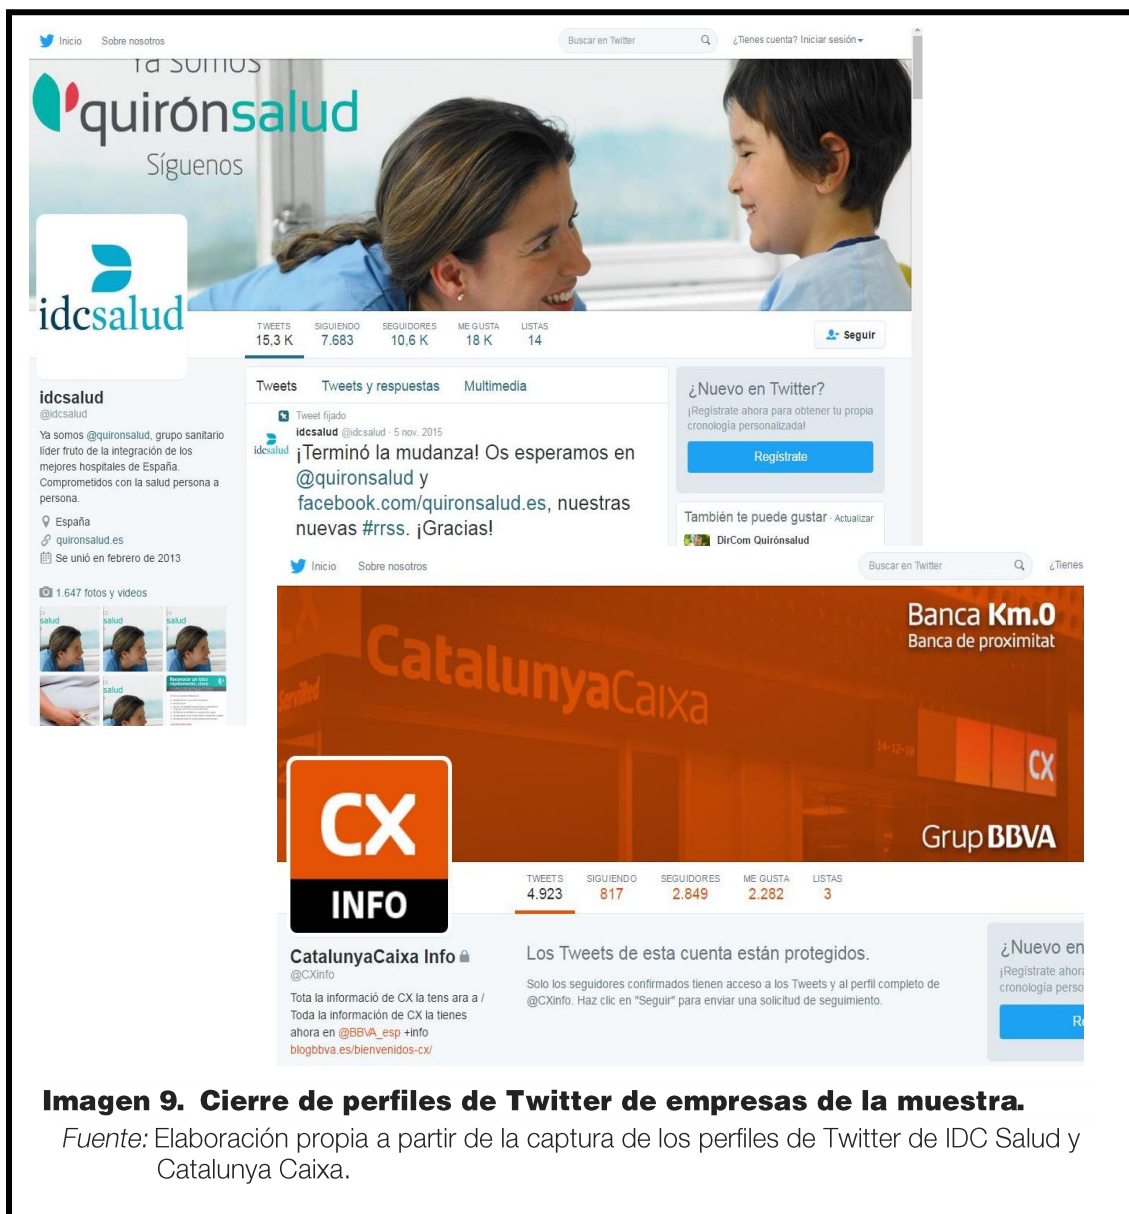 Inicio Sobre nosotros Buscar en Twitter ¿Tienes cuenta? Iniciar sesión
Ya somos
quirónsalud
Síguenos
idcsalud
TWEETS SIGUIENDO SEGUIDORES ME GUSTA LISTAS
15,3 K 7.683 10,6 K 18 K 14
Seguir
idcsalud
@idcsalud
Ya somos @quironsalud, grupo sanitario
líder fruto de la integración de los
mejores hospitales de España.
Comprometidos con la salud persona a
persona.
España
quironsalud.es
Se unió en febrero de 2013
1.647 fotos y videos
salud salud salud
salud
Tweets Tweets y respuestas Multimedia
Tweet fijado
idcsalud @idcsalud · 5 nov. 2015
idcsalud
¡Terminó la mudanza! Os esperamos en
@quironsalud y
facebook.com/quironsalud.es, nuestras
nuevas #rrss. ¡Gracias!
¿Nuevo en Twitter?
¡Regístrate ahora para obtener tu propia
cronología personalizada!
Regístrate
También te puede gustar · Actualizar
DirCom Quirónsalud
Inicio Sobre nosotros Buscar en Twitter ¿Tienes
Banca Km.0
Banca de proximitat
CatalunyaCaixa
ServiRed
14-12-10
CX
Grup BBVA
CX
INFO
TWEETS SIGUIENDO SEGUIDORES ME GUSTA LISTAS
4.923 817 2.849 2.282 3
CatalunyaCaixa Info
@CXinfo
Tota la informació de CX la tens ara a /
Toda la información de CX la tienes
ahora en @BBVA_esp +info
blogbbva.es/bienvenidos-cx/
Los Tweets de esta cuenta están protegidos.
Solo los seguidores confirmados tienen acceso a los Tweets y al perfil completo de
@CXinfo. Haz clic en "Seguir" para enviar una solicitud de seguimiento.
¿Nuevo en
¡Regístrate ahora
cronología perso
Re
Imagen 9. Cierre de perfiles de Twitter de empresas de la muestra.
Fuente: Elaboración propia a partir de la captura de los perfiles de Twitter de IDC Salud y
Catalunya Caixa.